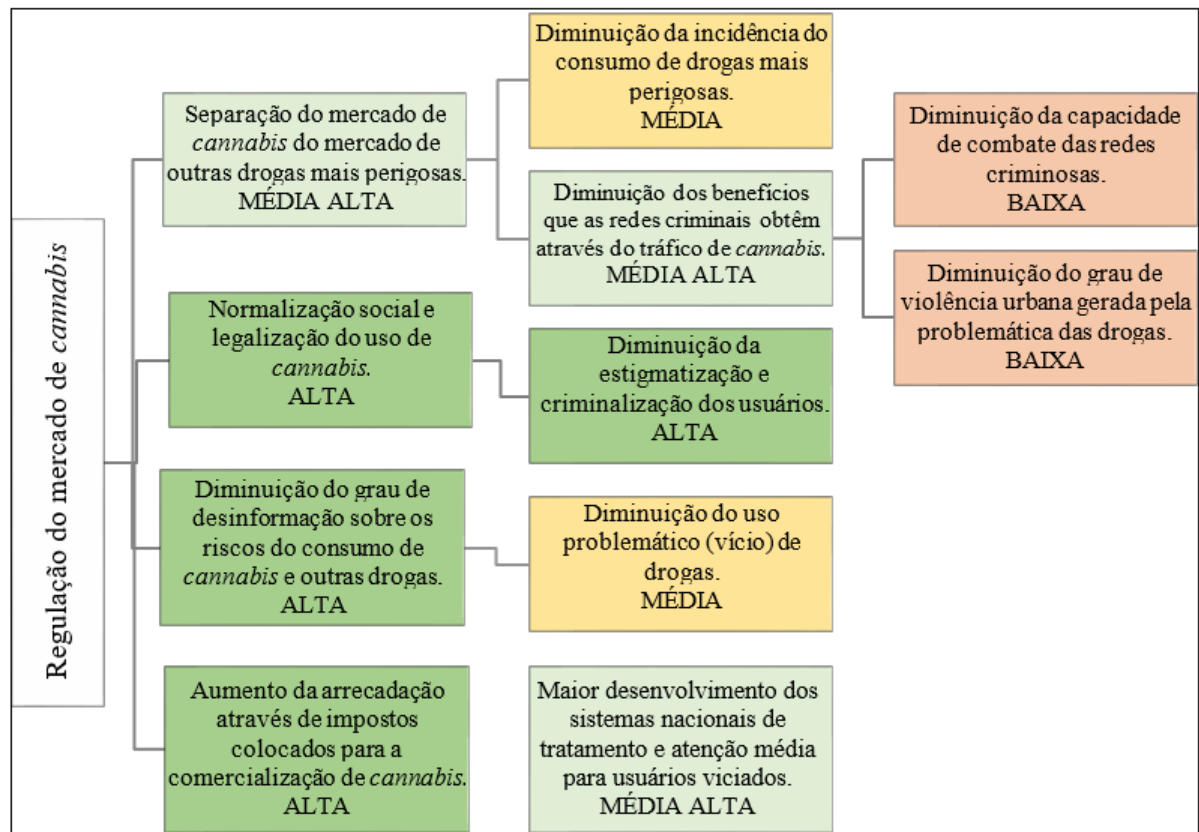 Regulação do mercado de cannabis
Separação do mercado de
cannabis do mercado de
outras drogas mais perigosas.
MÉDIA ALTA
Diminuição da incidência do
consumo de drogas mais
perigosas.
MÉDIA
Diminuição dos benefícios
que as redes criminais obtêm
através do tráfico de cannabis.
MÉDIA ALTA
Diminuição da capacidade
de combate das redes
criminosas.
BAIXA
Diminuição do grau de
violência urbana gerada pela
problemática das drogas.
BAIXA
Normalização social e
legalização do uso de
cannabis.
ALTA
Diminuição da
estigmatização e
criminalização dos usuários.
ALTA
Diminuição do grau de
desinformação sobre os
riscos do consumo de
cannabis e outras drogas.
ALTA
Diminuição do uso
problemático (vício) de
drogas.
MÉDIA
Aumento da arrecadação
através de impostos
colocados para a
comercialização de cannabis.
ALTA
Maior desenvolvimento dos
sistemas nacionais de
tratamento e atenção média
para usuários viciados.
MÉDIA ALTA